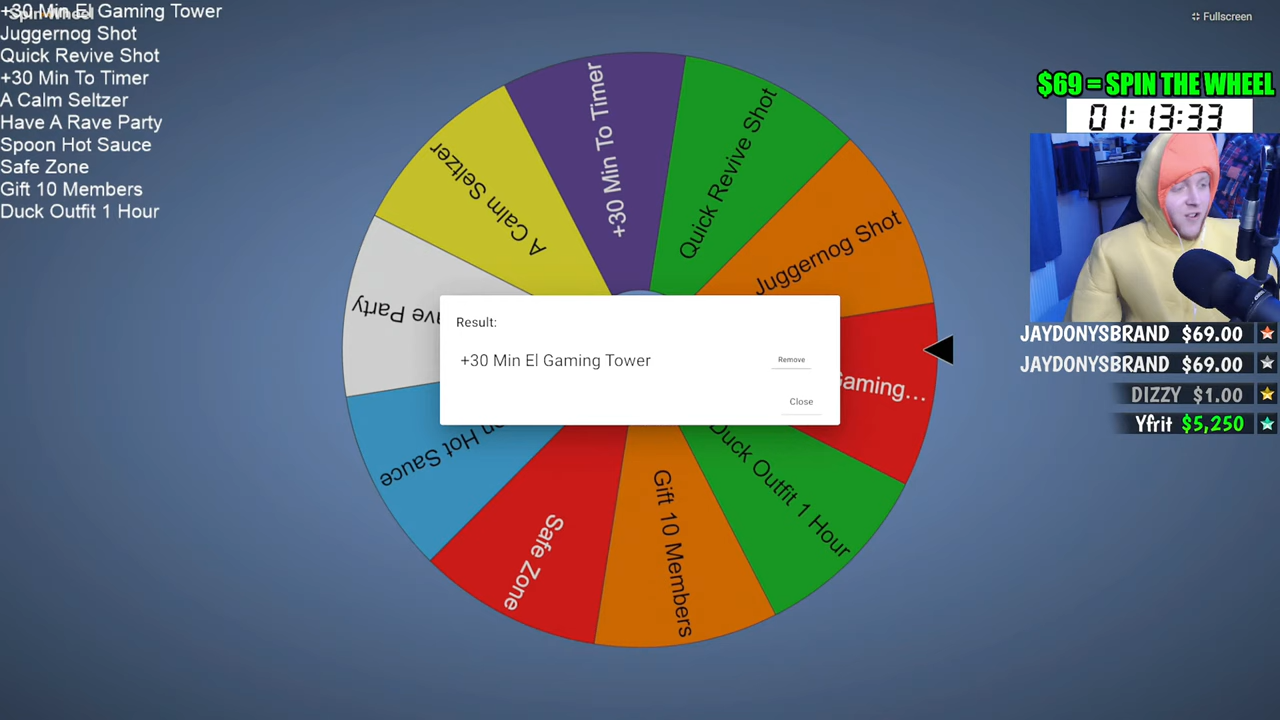 +30 Min El Gaming Tower
Spin Wheel
Juggernog Shot
Quick Revive Shot
+30 Min To Timer
A Calm Seltzer
Have A Rave Party
Spoon Hot Sauce
Safe Zone
Gift 10 Members
Duck Outfit 1 Hour
Fullscreen
+30 Min To Timer
Quick Revive Shot
Juggernog Shot
Gaming...
Duck Outfit 1 Hour
Gift 10 Members
Safe Zone
Hot Sauce
Party
A Calm Seltzer
Result:
+30 Min El Gaming Tower
Remove
Close
$69 = SPIN THE WHEEL
01:13:33
JAYDONYSBRAND $69.00
JAYDONYSBRAND $69.00
DIZZY $1.00
Yfrit $5,250